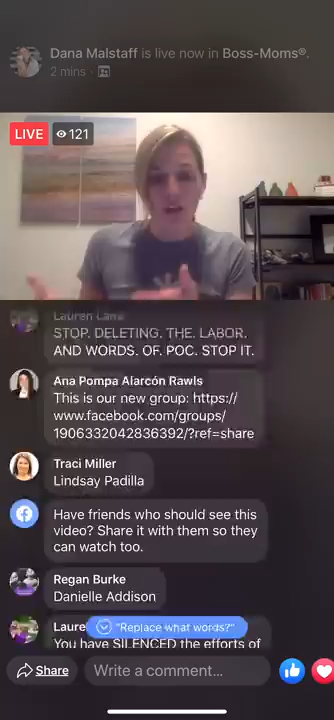 Dana Malstaff is live now in Boss-Moms®.
2 mins ·
LIVE 121
Lauren Lane
STOP. DELETING. THE. LABOR.
AND WORDS. OF. POC. STOP IT.
Ana Pompa Alarcón Rawls
This is our new group: https://
www.facebook.com/groups/
1906332042836392/?ref=share
Traci Miller
Lindsay Padilla
Have friends who should see this
video? Share it with them so they
can watch too.
Regan Burke
Danielle Addison
Laure
"Replace what words?"
You have SILENCED the efforts of
Share
Write a comment...